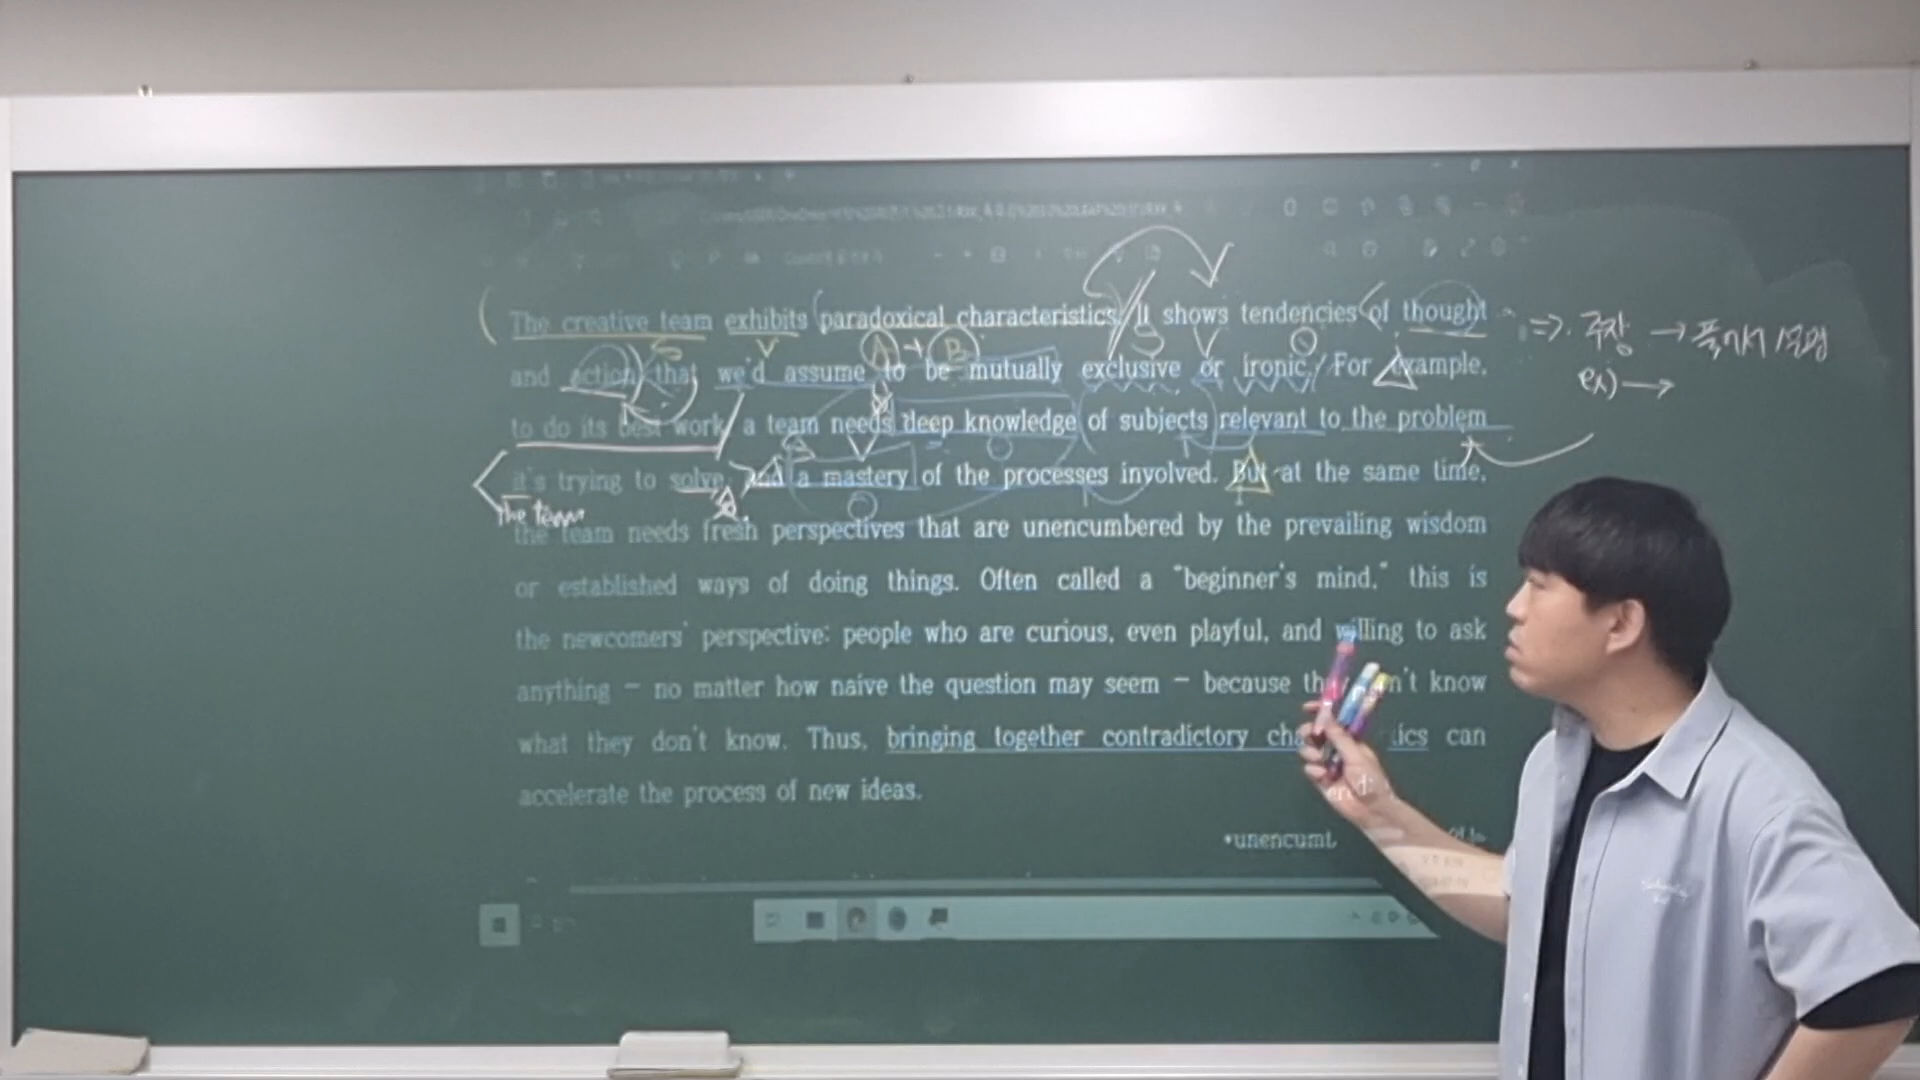 The creative team exhibits paradoxical characteristics. It shows tendencies of thought
and action that we'd assume to be mutually exclusive or ironic. For example,
to do its best work, a team needs deep knowledge of subjects relevant to the problem
it's trying to solve, and a mastery of the processes involved. But at the same time,
the team needs fresh perspectives that are unencumbered by the prevailing wisdom
or established ways of doing things. Often called a "beginner's mind," this is
the newcomers' perspective: people who are curious, even playful, and willing to ask
anything – no matter how naive the question may seem – because they don't know
what they don't know. Thus, bringing together contradictory cha tics can
accelerate the process of new ideas.
*unencum
⇒ 주장 → 풀어서 설명
ex) →
A + B
S V
S V
the team